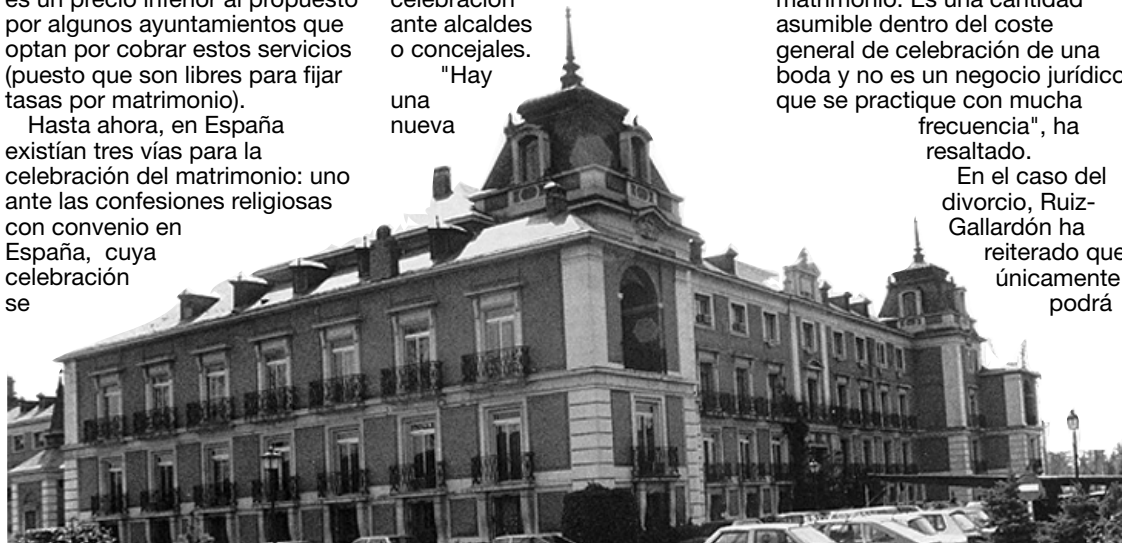 es un precio inferior al propuesto
por algunos ayuntamientos que
optan por cobrar estos servicios
(puesto que son libres para fijar
tasas por matrimonio).
Hasta ahora, en España
existían tres vías para la
celebración del matrimonio: uno
ante las confesiones religiosas
con convenio en
España, cuya
celebración
se
celebración
ante alcaldes
o concejales.
"Hay
una
nueva
matrimonio. Es una cantidad
asumible dentro del coste
general de celebración de una
boda y no es un negocio jurídico
que se practique con mucha
frecuencia", ha
resaltado.
En el caso del
divorcio, Ruiz-
Gallardón ha
reiterado que
únicamente
podrá